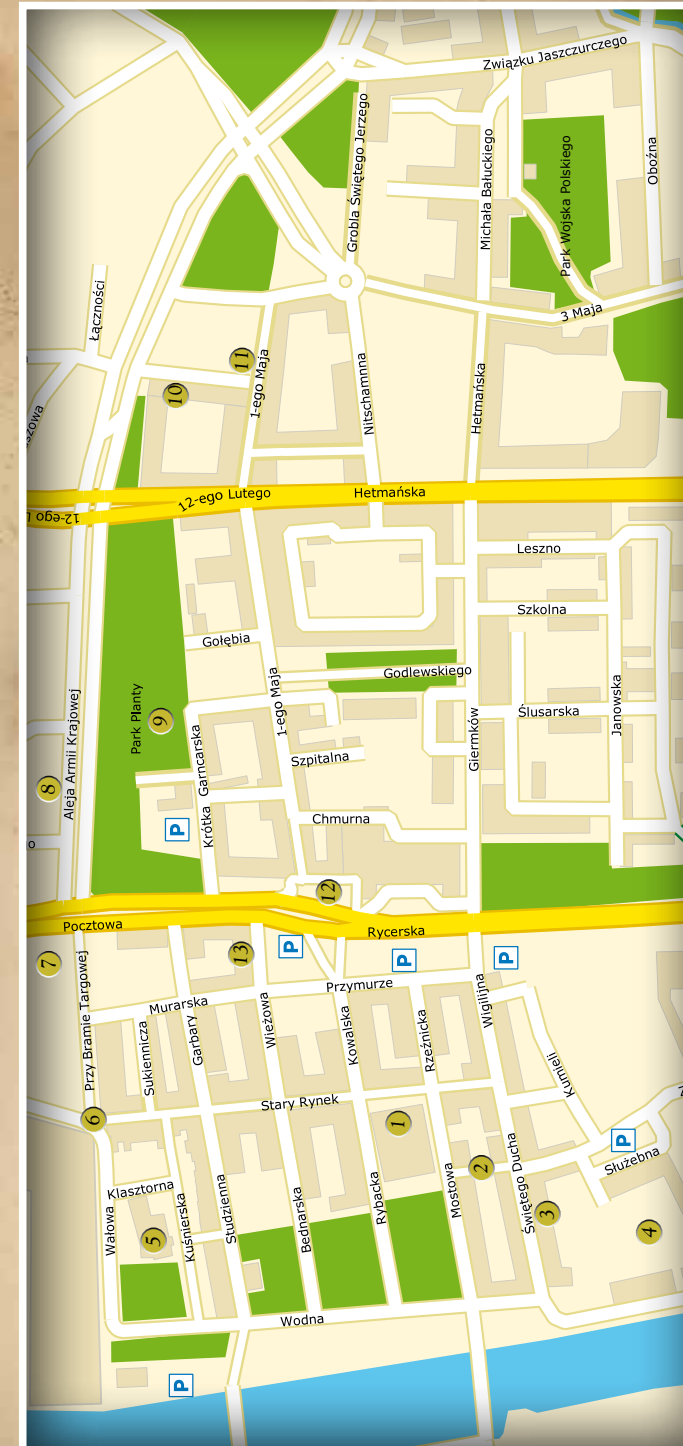 Związku Jaszczurczego
Grobla Świętego Jerzego
Michała Bałuckiego
Park Wojska Polskiego
Obożna
3 Maja
Łączności
11
10
1-ego Maja
Nitschamnna
Hetmańska
szowa
12-ego Lutego
Hetmańska
12-ego L
Leszno
Szkolna
Gołębia
Godlewskiego
Park Planty
9
1-ego Maja
Giermków
Ślusarska
Janowska
Aleja Armii Krajowej
8
Garncarska
Krótka
Szpitalna
Chmurna
P
o
12
Pocztowa
Rycerska
7
13
P
P
P
Przy Bramie Targowej
Murarska
Przymurze
Wigilijna
Sukiennicza
Garbary
Wieżowa
Kowalska
Rzeźnicka
Kumieli
6
Stary Rynek
1
P
2
Służebna
Klasztorna
Wałowa
5
Kuśnierska
Studzienna
Bednarska
Rybacka
Mostowa
Świętego Ducha
3
4
Wodna
P